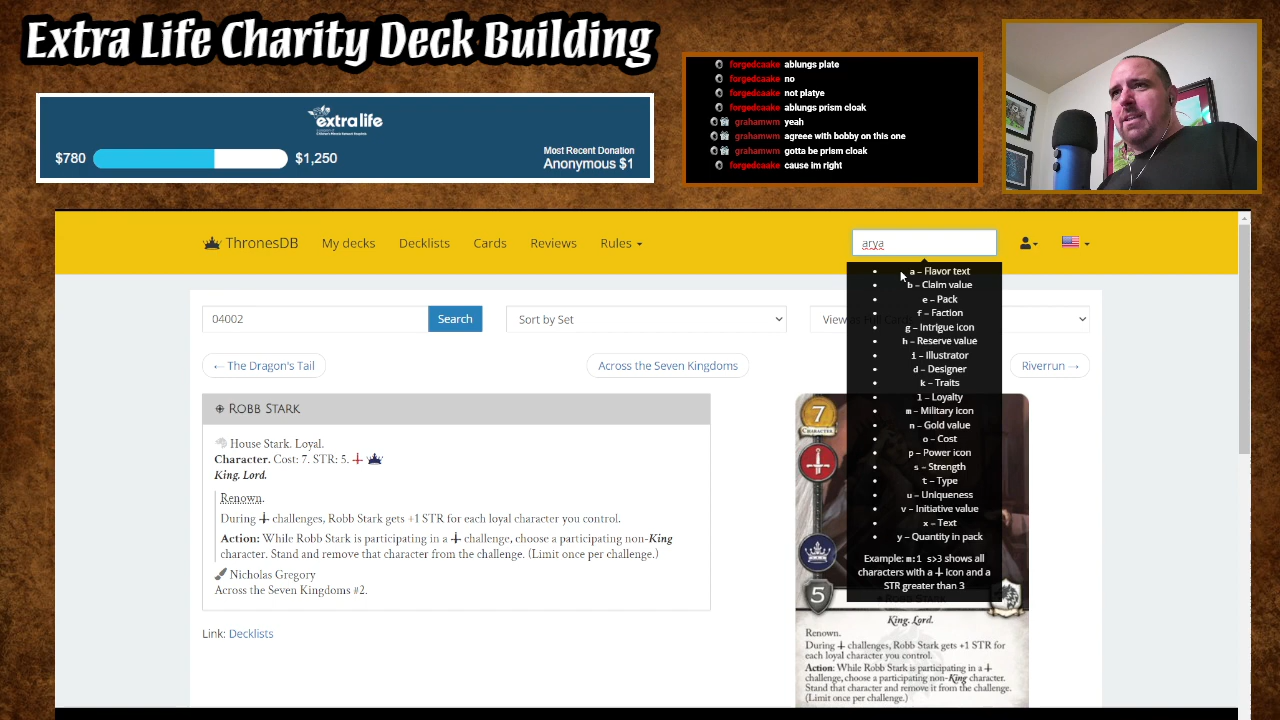 Extra Life Charity Deck Building
extra life
$780
$1,250
Most Recent Donation
Anonymous $1
forgedcaake ablungs plate
forgedcaake no
forgedcaake not platye
forgedcaake ablungs prism cloak
grahamwm yeah
grahamwm agreee with bobby on this one
grahamwm gotta be prism cloak
forgedcaake cause im right
ThronesDB My decks Decklists Cards Reviews Rules
arya
a – Flavor text
b – Claim value
e – Pack
f – Faction
g – Intrigue icon
h – Reserve value
i – Illustrator
d – Designer
k – Traits
l – Loyalty
m – Military icon
n – Gold value
o – Cost
p – Power icon
s – Strength
t – Type
u – Uniqueness
v – Initiative value
x – Text
y – Quantity in pack
Example: m:1 s>3 shows all
characters with a icon and a
STR greater than 3
04002 Search Sort by Set
← The Dragon's Tail Across the Seven Kingdoms Riverrun →
Robb Stark
House Stark. Loyal.
Character. Cost: 7. STR: 5.
King. Lord.
Renown.
During challenges, Robb Stark gets +1 STR for each loyal character you control.
Action: While Robb Stark is participating in a challenge, choose a participating non-King
character. Stand and remove that character from the challenge. (Limit once per challenge.)
Nicholas Gregory
Across the Seven Kingdoms #2.
Link: Decklists
7
Character
5
King. Lord.
Renown.
During challenges, Robb Stark gets +1 STR for
each loyal character you control.
Action: While Robb Stark is participating in a
challenge, choose a participating non-King character.
Stand that character and remove it from the challenge.
(Limit once per challenge.)